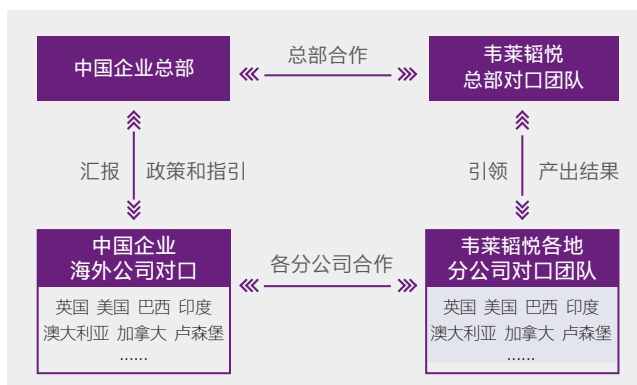 中国企业总部
总部合作
韦莱韬悦
总部对口团队
汇报
政策和指引
引领
产出结果
中国企业
海外公司对口
各分公司合作
韦莱韬悦各地
分公司对口团队
英国 美国 巴西 印度
澳大利亚 加拿大 卢森堡
......
英国 美国 巴西 印度
澳大利亚 加拿大 卢森堡
......